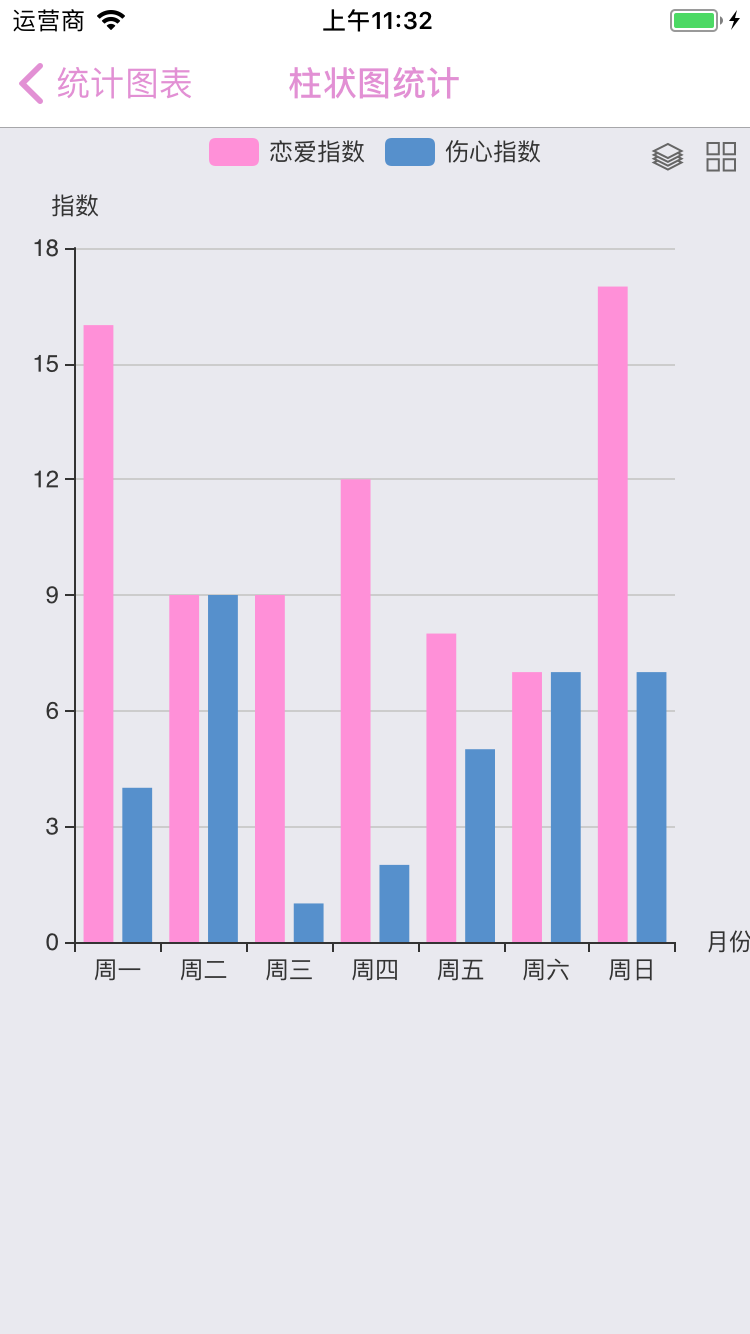 运营商 上午11:32
统计图表 柱状图统计
恋爱指数 伤心指数
指数
18
15
12
9
6
3
0
月份
周一 周二 周三 周四 周五 周六 周日